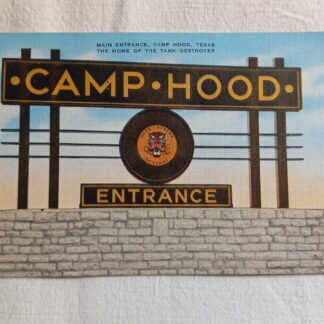 MAIN ENTRANCE, CAMP HOOD, TEXAS
THE HOME OF THE TANK DESTROYER
·CAMP·HOOD·
ENTRANCE